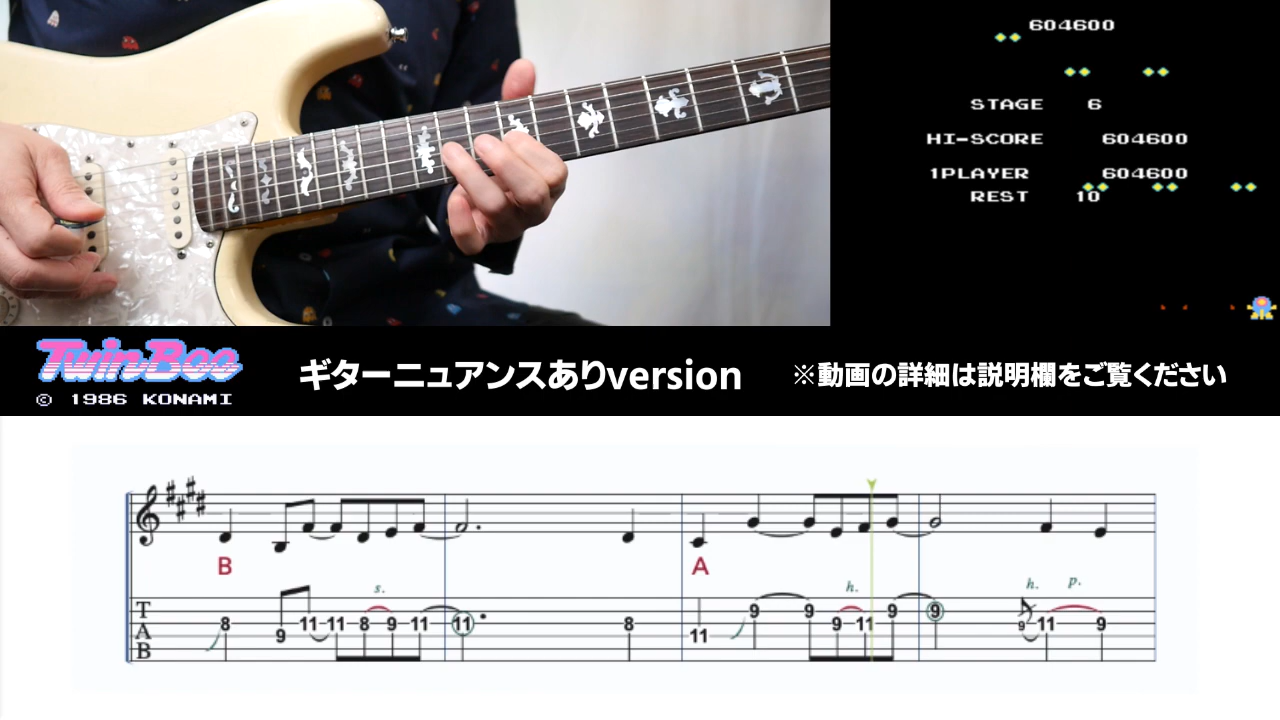 604600
STAGE 6
HI-SCORE 604600
1PLAYER 604600
REST 10
TwinBee
© 1986 KONAMI
ギターニュアンスありversion
※動画の詳細は説明欄をご覧ください
B A
s. h. h. p.
T
A
B
8 9 11 11 8 9 11 11 8 11 9 9 9 11 9 9 9 11 9